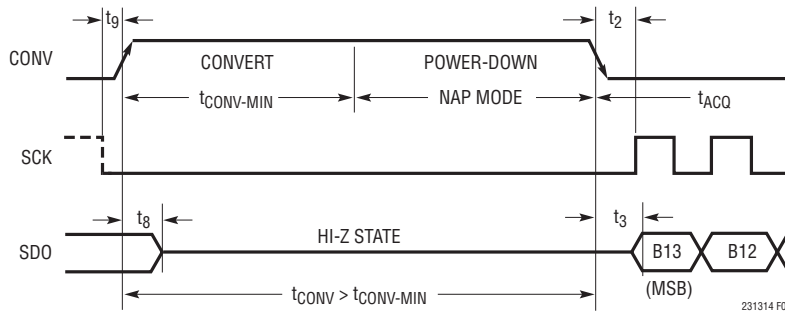 t9
t2
CONV
CONVERT
POWER-DOWN
tCONV-MIN
NAP MODE
tACQ
SCK
t8
t3
HI-Z STATE
SDO
B13
B12
(MSB)
tCONV > tCONV-MIN
231314 F0